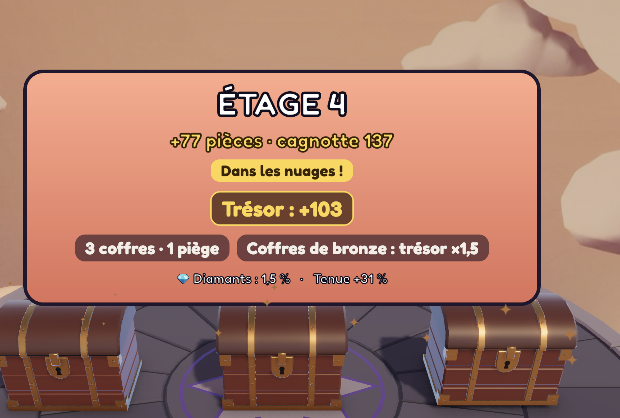 ÉTAGE 4
+77 pièces · cagnotte 137
Dans les nuages !
Trésor : +103
3 coffres · 1 piège
Coffres de bronze : trésor ×1,5
Diamants : 1,5 % · Tenue +31 %